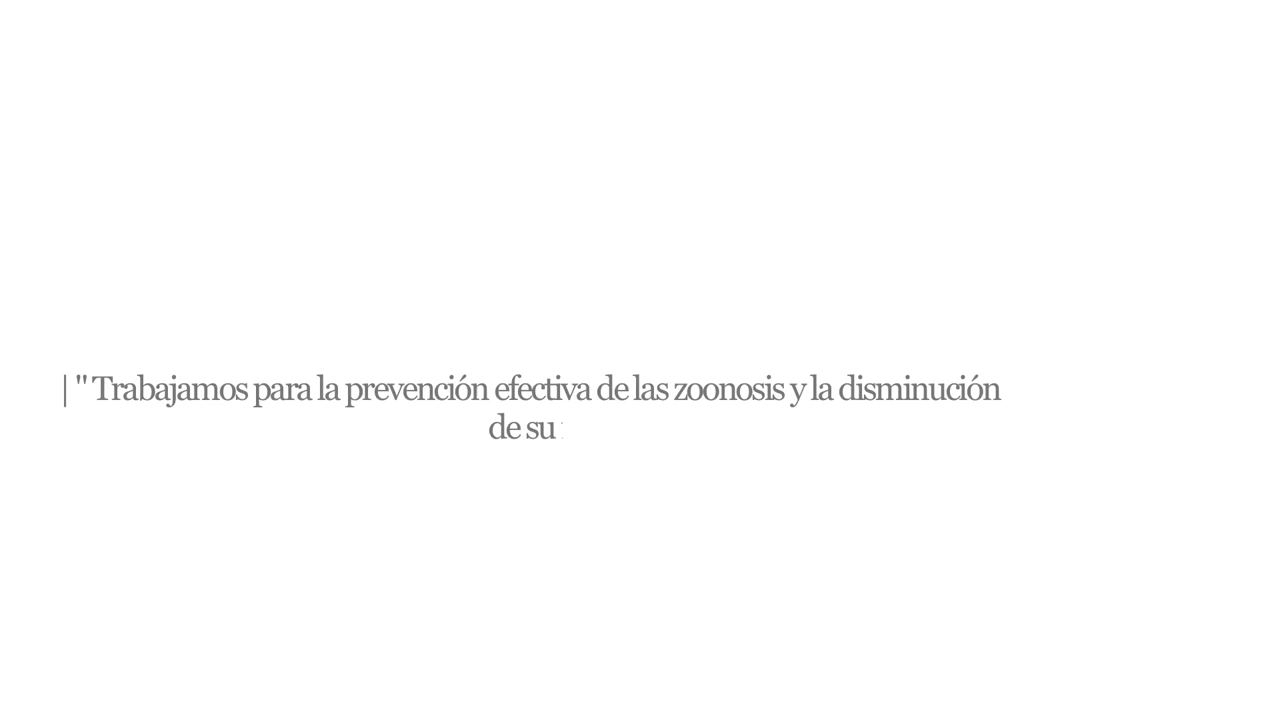 | " Trabajamos para la prevención efectiva de las zoonosis y la disminución
de su